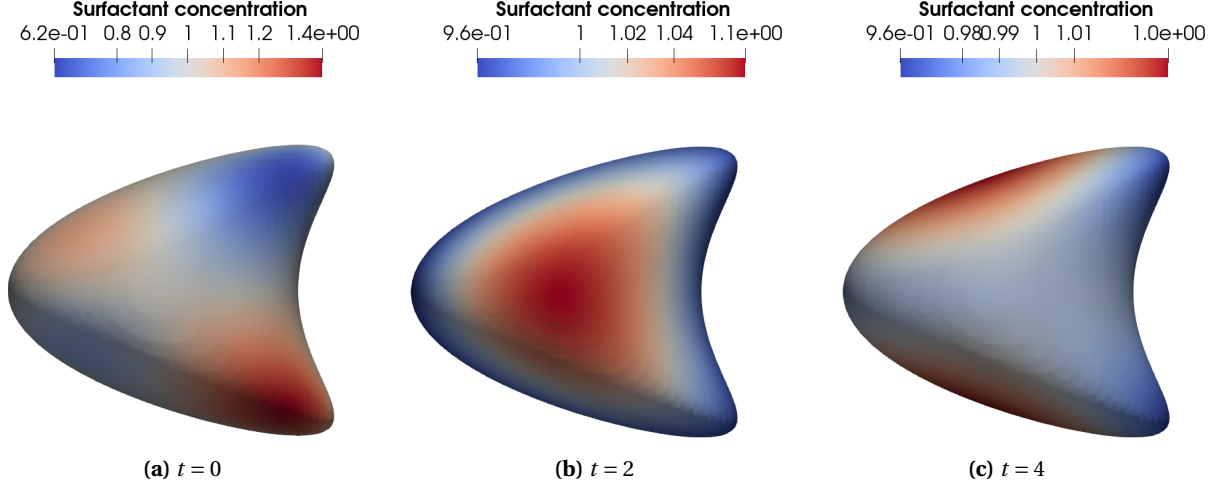 Surfactant concentration
6.2e-01 0.8 0.9 1 1.1 1.2 1.4e+00
Surfactant concentration
9.6e-01 1 1.02 1.04 1.1e+00
Surfactant concentration
9.6e-01 0.98 0.99 1 1.01 1.0e+00
(a) t = 0
(b) t = 2
(c) t = 4